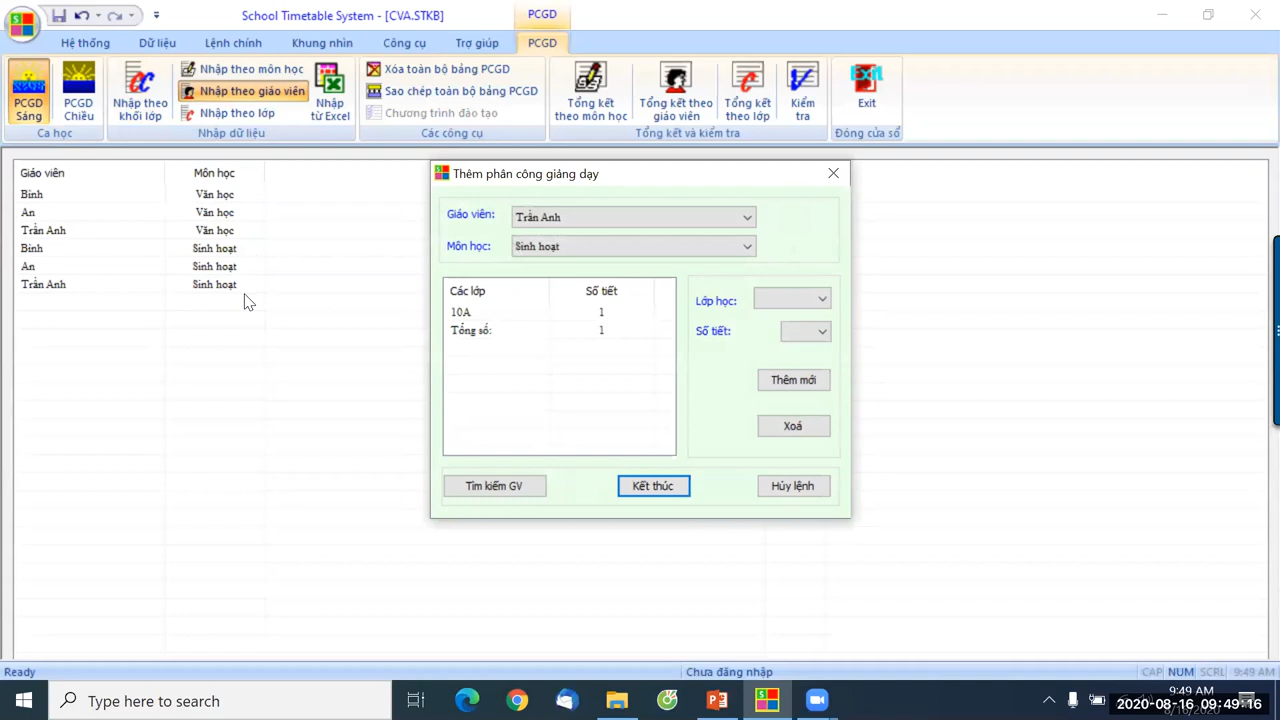 School Timetable System - [CVA.STKB]
PCGD
Hệ thống
Dữ liệu
Lệnh chính
Khung nhìn
Công cụ
Trợ giúp
PCGD
PCGD Sáng
PCGD Chiều
Ca học
Nhập theo khối lớp
Nhập theo môn học
Nhập theo giáo viên
Nhập theo lớp
Nhập từ Excel
Nhập dữ liệu
Xóa toàn bộ bảng PCGD
Sao chép toàn bộ bảng PCGD
Chương trình đào tạo
Các công cụ
Tổng kết theo môn học
Tổng kết theo giáo viên
Tổng kết theo lớp
Kiểm tra
Tổng kết và kiểm tra
Exit
Đóng cửa sổ
Giáo viên Môn học
Bình Văn học
An Văn học
Trần Anh Văn học
Bình Sinh hoạt
An Sinh hoạt
Trần Anh Sinh hoạt
Thêm phân công giảng dạy
Giáo viên: Trần Anh
Môn học: Sinh hoạt
Các lớp Số tiết
10A 1
Tổng số: 1
Lớp học:
Số tiết:
Thêm mới
Xoá
Tìm kiếm GV
Kết thúc
Hủy lệnh
Ready
Chưa đăng nhập
CAP NUM SCRL 9:49 AM
Type here to search
9:49 AM
2020-08-16 09:49:16